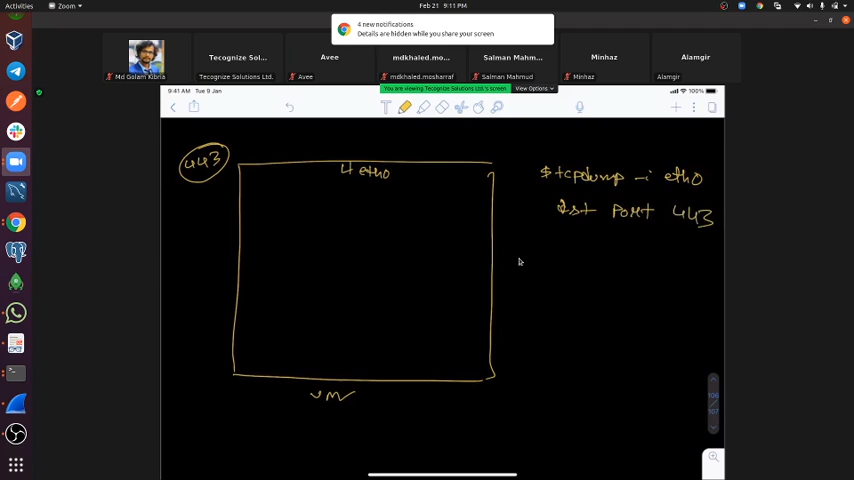 Activities
Zoom
Feb 21 9:11 PM
4 new notifications
Details are hidden while you share your screen
Tecognize Sol...
Avee
mdkhaled.mo...
Salman Mahm...
Minhaz
Alamgir
Md Golam Kibria
Tecognize Solutions Ltd.
Avee
mdkhaled.mosharraf
Salman Mahmud
Minhaz
Alamgir
You are viewing Tecognize Solutions Ltd.'s screen
View Options
9:41 AM Tue 9 Jan
100%
443
eth0
$ tcpdump -i eth0
dst port 443
VM
106
107